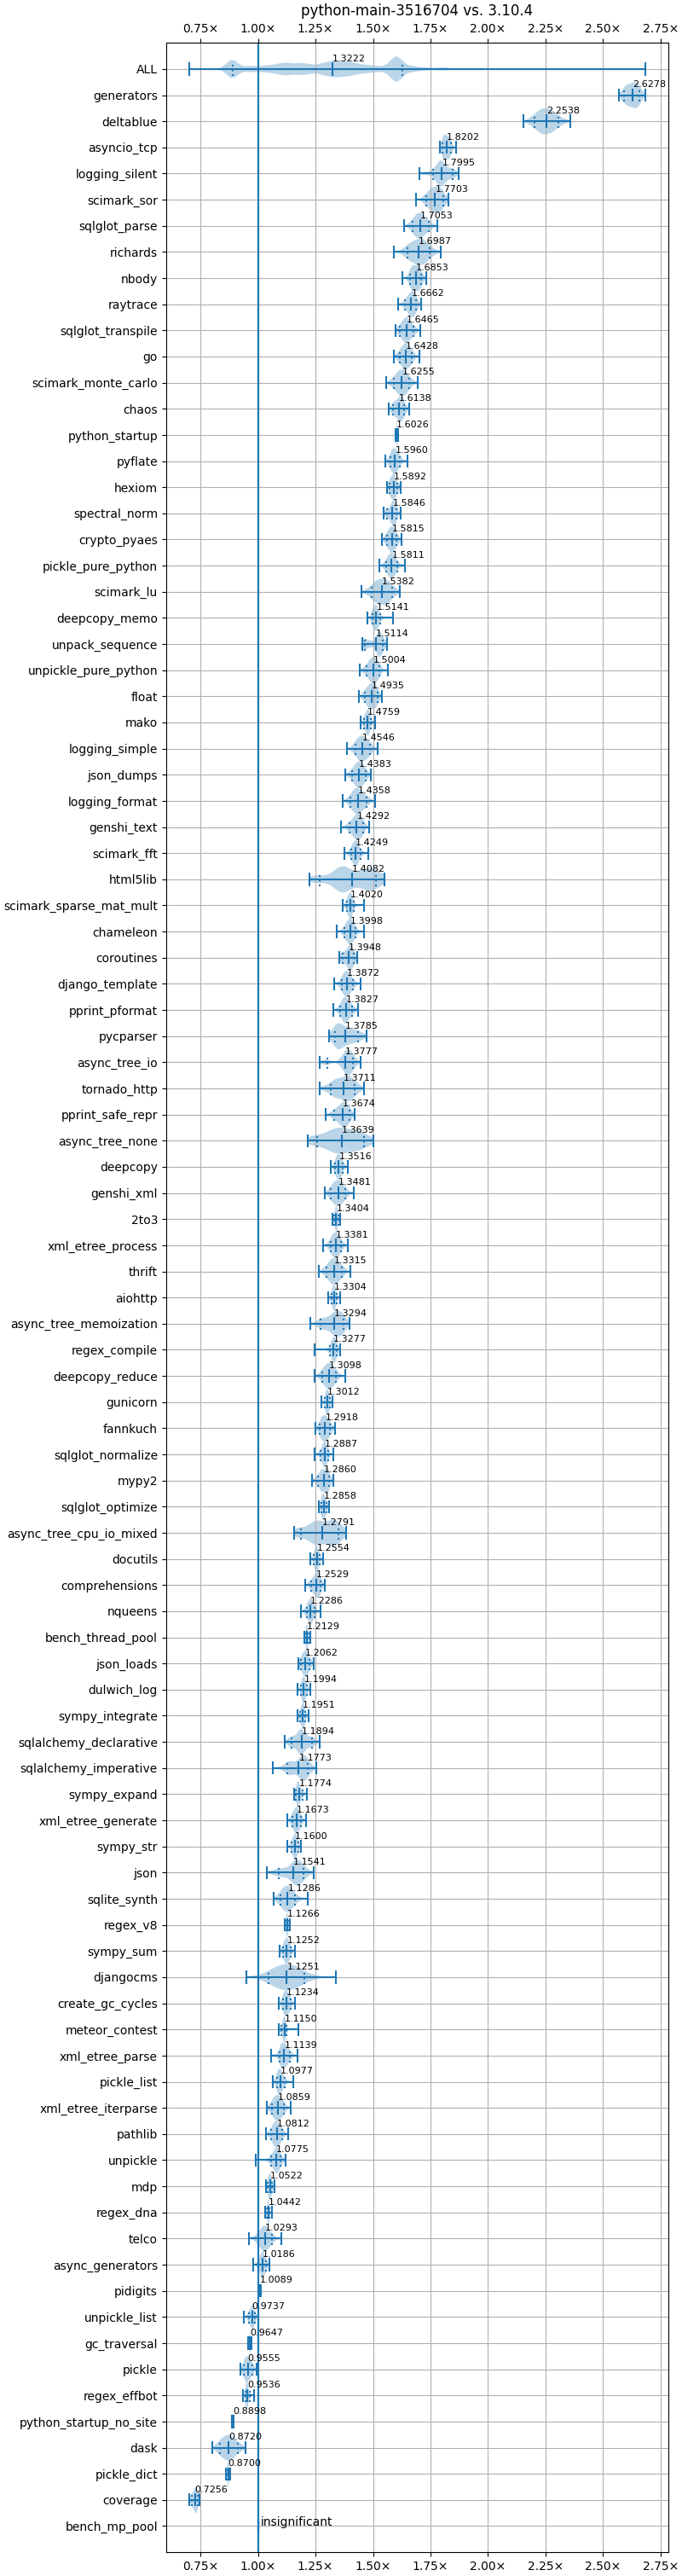 python-main-3516704 vs. 3.10.4
0.75× 1.00× 1.25× 1.50× 1.75× 2.00× 2.25× 2.50× 2.75×
ALL 1.3222
generators 2.6278
deltablue 2.2538
asyncio_tcp 1.8202
logging_silent 1.7995
scimark_sor 1.7703
sqlglot_parse 1.7053
richards 1.6987
nbody 1.6853
raytrace 1.6662
sqlglot_transpile 1.6465
go 1.6428
scimark_monte_carlo 1.6255
chaos 1.6138
python_startup 1.6026
pyflate 1.5960
hexiom 1.5892
spectral_norm 1.5846
crypto_pyaes 1.5815
pickle_pure_python 1.5811
scimark_lu 1.5382
deepcopy_memo 1.5141
unpack_sequence 1.5114
unpickle_pure_python 1.5004
float 1.4935
mako 1.4759
logging_simple 1.4546
json_dumps 1.4383
logging_format 1.4358
genshi_text 1.4292
scimark_fft 1.4249
html5lib 1.4082
scimark_sparse_mat_mult 1.4020
chameleon 1.3998
coroutines 1.3948
django_template 1.3872
pprint_pformat 1.3827
pycparser 1.3785
async_tree_io 1.3777
tornado_http 1.3711
pprint_safe_repr 1.3674
async_tree_none 1.3639
deepcopy 1.3516
genshi_xml 1.3481
2to3 1.3404
xml_etree_process 1.3381
thrift 1.3315
aiohttp 1.3304
async_tree_memoization 1.3294
regex_compile 1.3277
deepcopy_reduce 1.3098
gunicorn 1.3012
fannkuch 1.2918
sqlglot_normalize 1.2887
mypy2 1.2860
sqlglot_optimize 1.2858
async_tree_cpu_io_mixed 1.2791
docutils 1.2554
comprehensions 1.2529
nqueens 1.2286
bench_thread_pool 1.2129
json_loads 1.2062
dulwich_log 1.1994
sympy_integrate 1.1951
sqlalchemy_declarative 1.1894
sqlalchemy_imperative 1.1773
sympy_expand 1.1774
xml_etree_generate 1.1673
sympy_str 1.1600
json 1.1541
sqlite_synth 1.1286
regex_v8 1.1266
sympy_sum 1.1252
djangocms 1.1251
create_gc_cycles 1.1234
meteor_contest 1.1150
xml_etree_parse 1.1139
pickle_list 1.0977
xml_etree_iterparse 1.0859
pathlib 1.0812
unpickle 1.0775
mdp 1.0522
regex_dna 1.0442
telco 1.0293
async_generators 1.0186
pidigits 1.0089
unpickle_list 0.9737
gc_traversal 0.9647
pickle 0.9555
regex_effbot 0.9536
python_startup_no_site 0.8898
dask 0.8720
pickle_dict 0.8700
coverage 0.7256
bench_mp_pool insignificant
0.75× 1.00× 1.25× 1.50× 1.75× 2.00× 2.25× 2.50× 2.75×